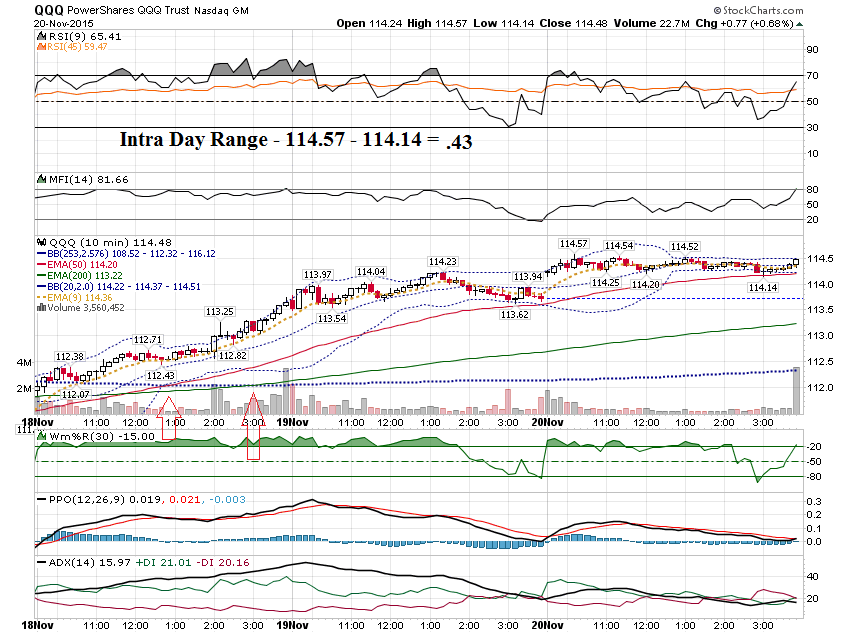 QQQ PowerShares QQQ Trust Nasdaq GM
© StockCharts.com
20-Nov-2015
Open 114.24 High 114.57 Low 114.14 Close 114.48 Volume 22.7M Chg +0.77 (+0.68%)
RSI(9) 65.41
RSI(45) 59.47
90
70
50
30
10
Intra Day Range - 114.57 - 114.14 = .43
MFI(14) 81.66
80
50
20
QQQ (10 min) 114.48
BB(253,2.576) 108.52 - 112.32 - 116.12
EMA(50) 114.20
EMA(200) 113.22
BB(20,2.0) 114.22 - 114.37 - 114.51
EMA(9) 114.36
Volume 3,560,452
114.57
114.54
114.52
114.23
114.04
113.97
113.94
114.25
114.20
114.14
113.62
113.54
113.25
112.82
112.71
112.38
112.43
112.07
114.5
114.0
113.5
113.0
112.5
112.0
4M
2M
111.
18Nov 11:00 12:00 1:00 2:00 3:00 19Nov 11:00 12:00 1:00 2:00 3:00 20Nov 11:00 12:00 1:00 2:00 3:00
Wm%R(30) -15.00
-20
-50
-80
PPO(12,26,9) 0.019, 0.021, -0.003
0.3
0.2
0.1
0.0
ADX(14) 15.97 +DI 21.01 -DI 20.16
40
20
18Nov 11:00 12:00 1:00 2:00 3:00 19Nov 11:00 12:00 1:00 2:00 3:00 20Nov 11:00 12:00 1:00 2:00 3:00